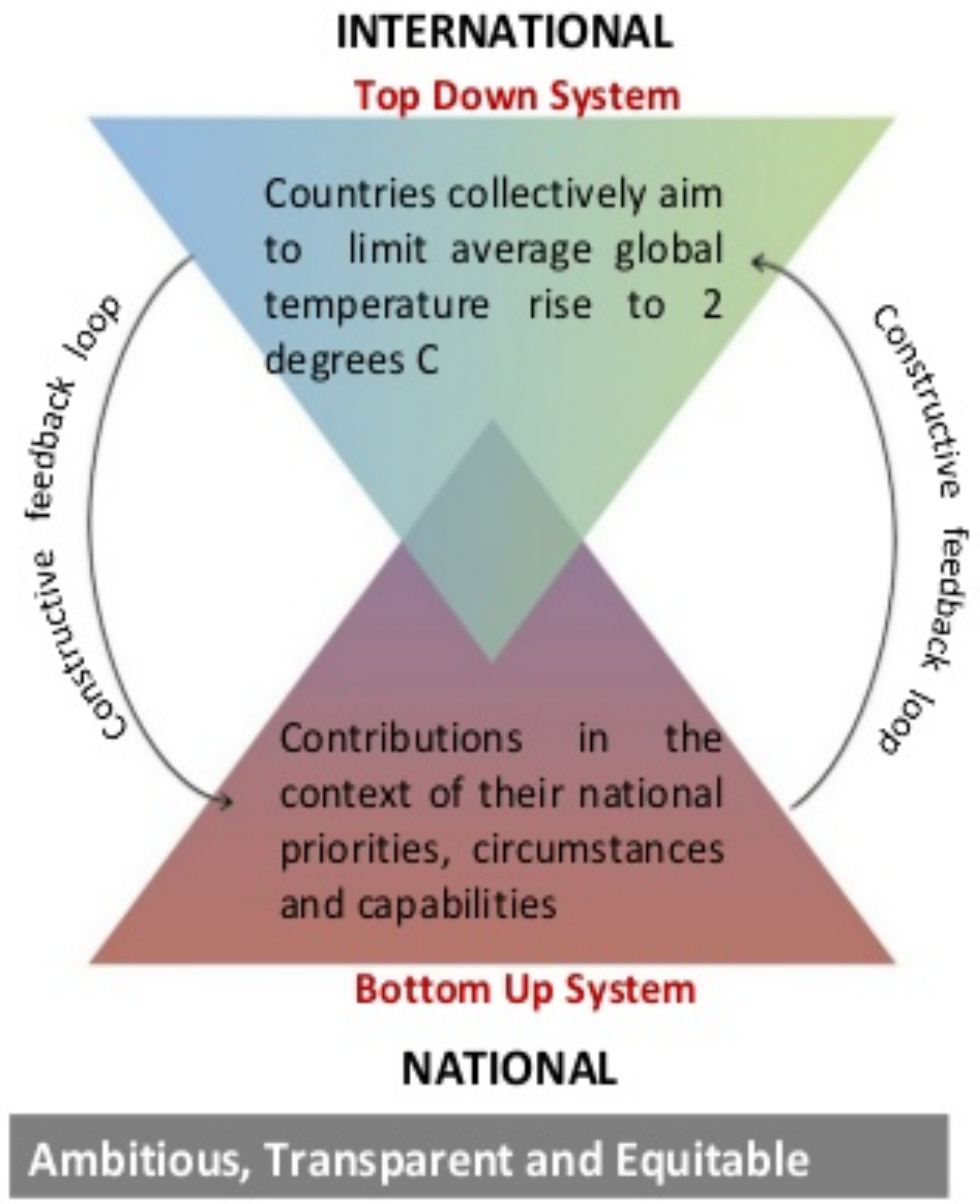 INTERNATIONAL
Top Down System
Countries collectively aim
to limit average global
temperature rise to 2
degrees C
Constructive feedback loop
Constructive feedback loop
Contributions in the
context of their national
priorities, circumstances
and capabilities
Bottom Up System
NATIONAL
Ambitious, Transparent and Equitable